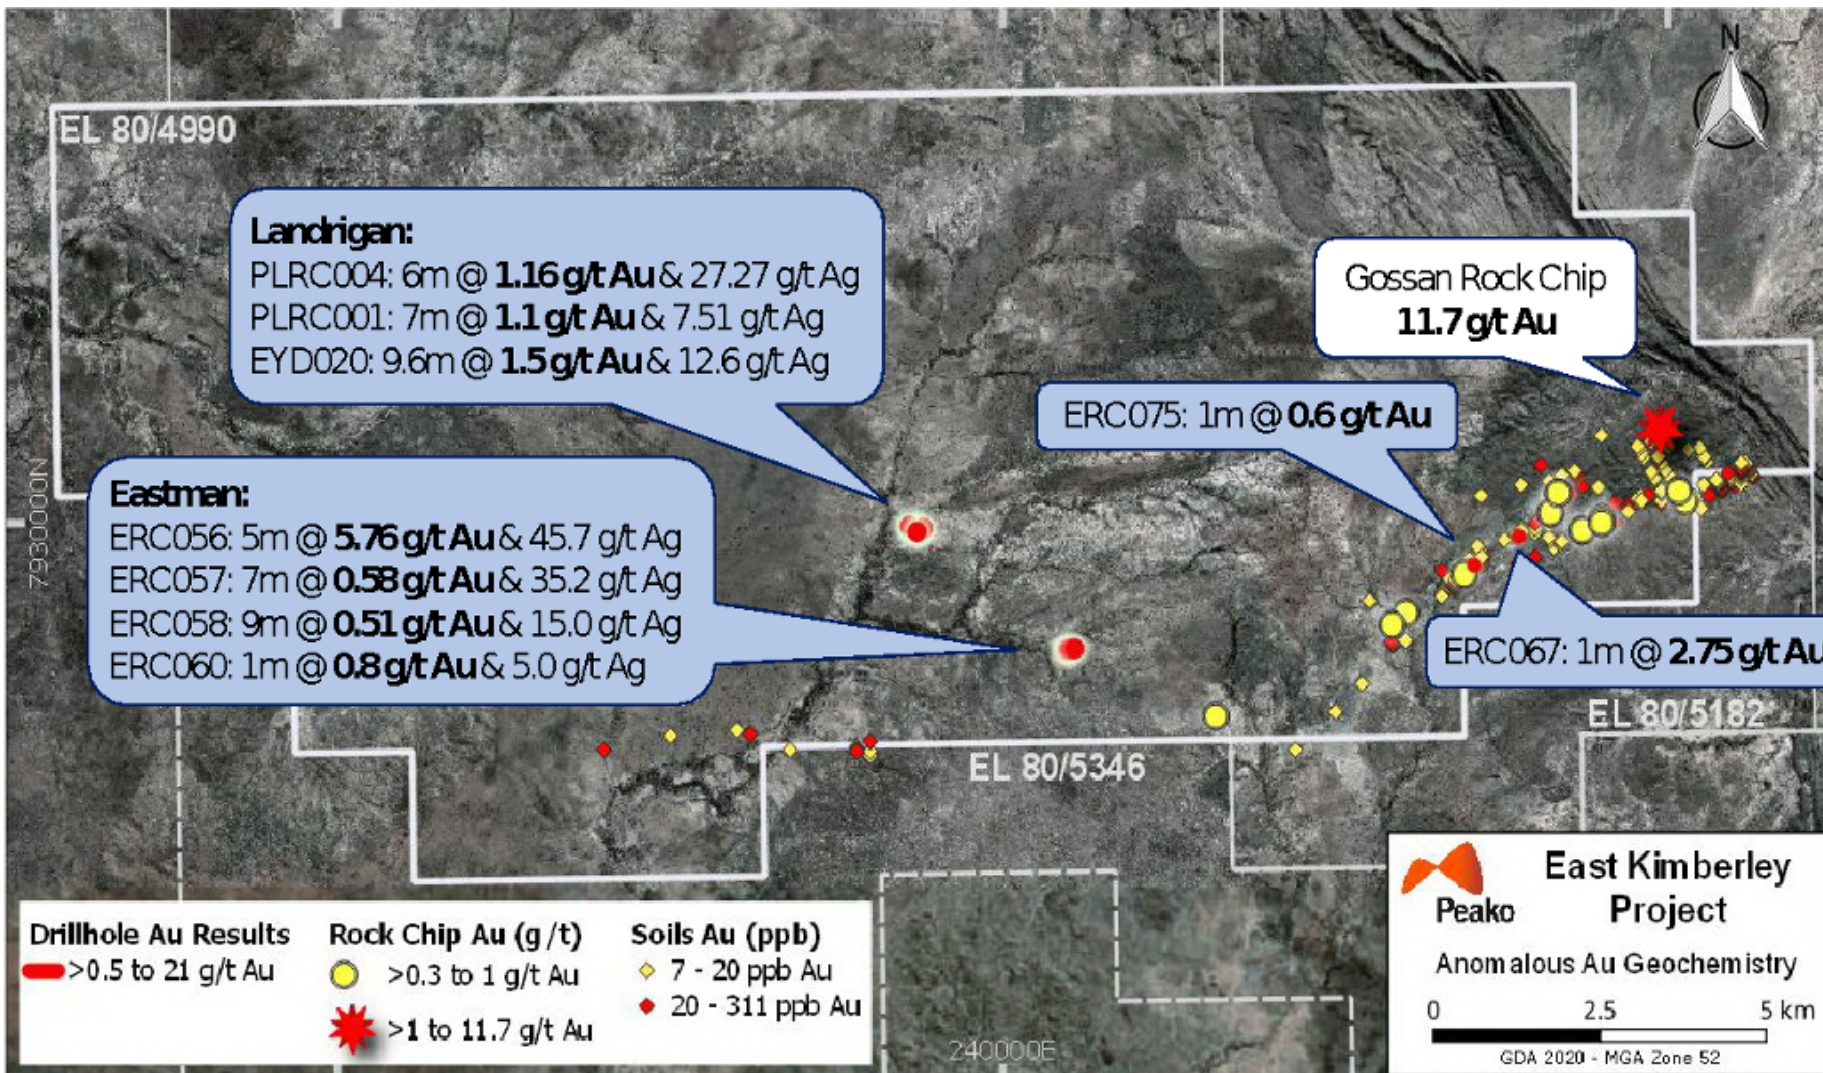 N
EL 80/4990
Landrigan:
PLRC004: 6m @ 1.16 g/t Au & 27.27 g/t Ag
PLRC001: 7m @ 1.1 g/t Au & 7.51 g/t Ag
EYD020: 9.6m @ 1.5 g/t Au & 12.6 g/t Ag
Gossan Rock Chip
11.7 g/t Au
ERC075: 1m @ 0.6 g/t Au
7930000N
Eastman:
ERC056: 5m @ 5.76 g/t Au & 45.7 g/t Ag
ERC057: 7m @ 0.58 g/t Au & 35.2 g/t Ag
ERC058: 9m @ 0.51 g/t Au & 15.0 g/t Ag
ERC060: 1m @ 0.8 g/t Au & 5.0 g/t Ag
ERC067: 1m @ 2.75 g/t Au
EL 80/5182
EL 80/5346
Drillhole Au Results
>0.5 to 21 g/t Au
Rock Chip Au (g/t)
>0.3 to 1 g/t Au
>1 to 11.7 g/t Au
Soils Au (ppb)
7 - 20 ppb Au
20 - 311 ppb Au
240000E
Peako
East Kimberley
Project
Anomalous Au Geochemistry
0 2.5 5 km
GDA 2020 - MGA Zone 52